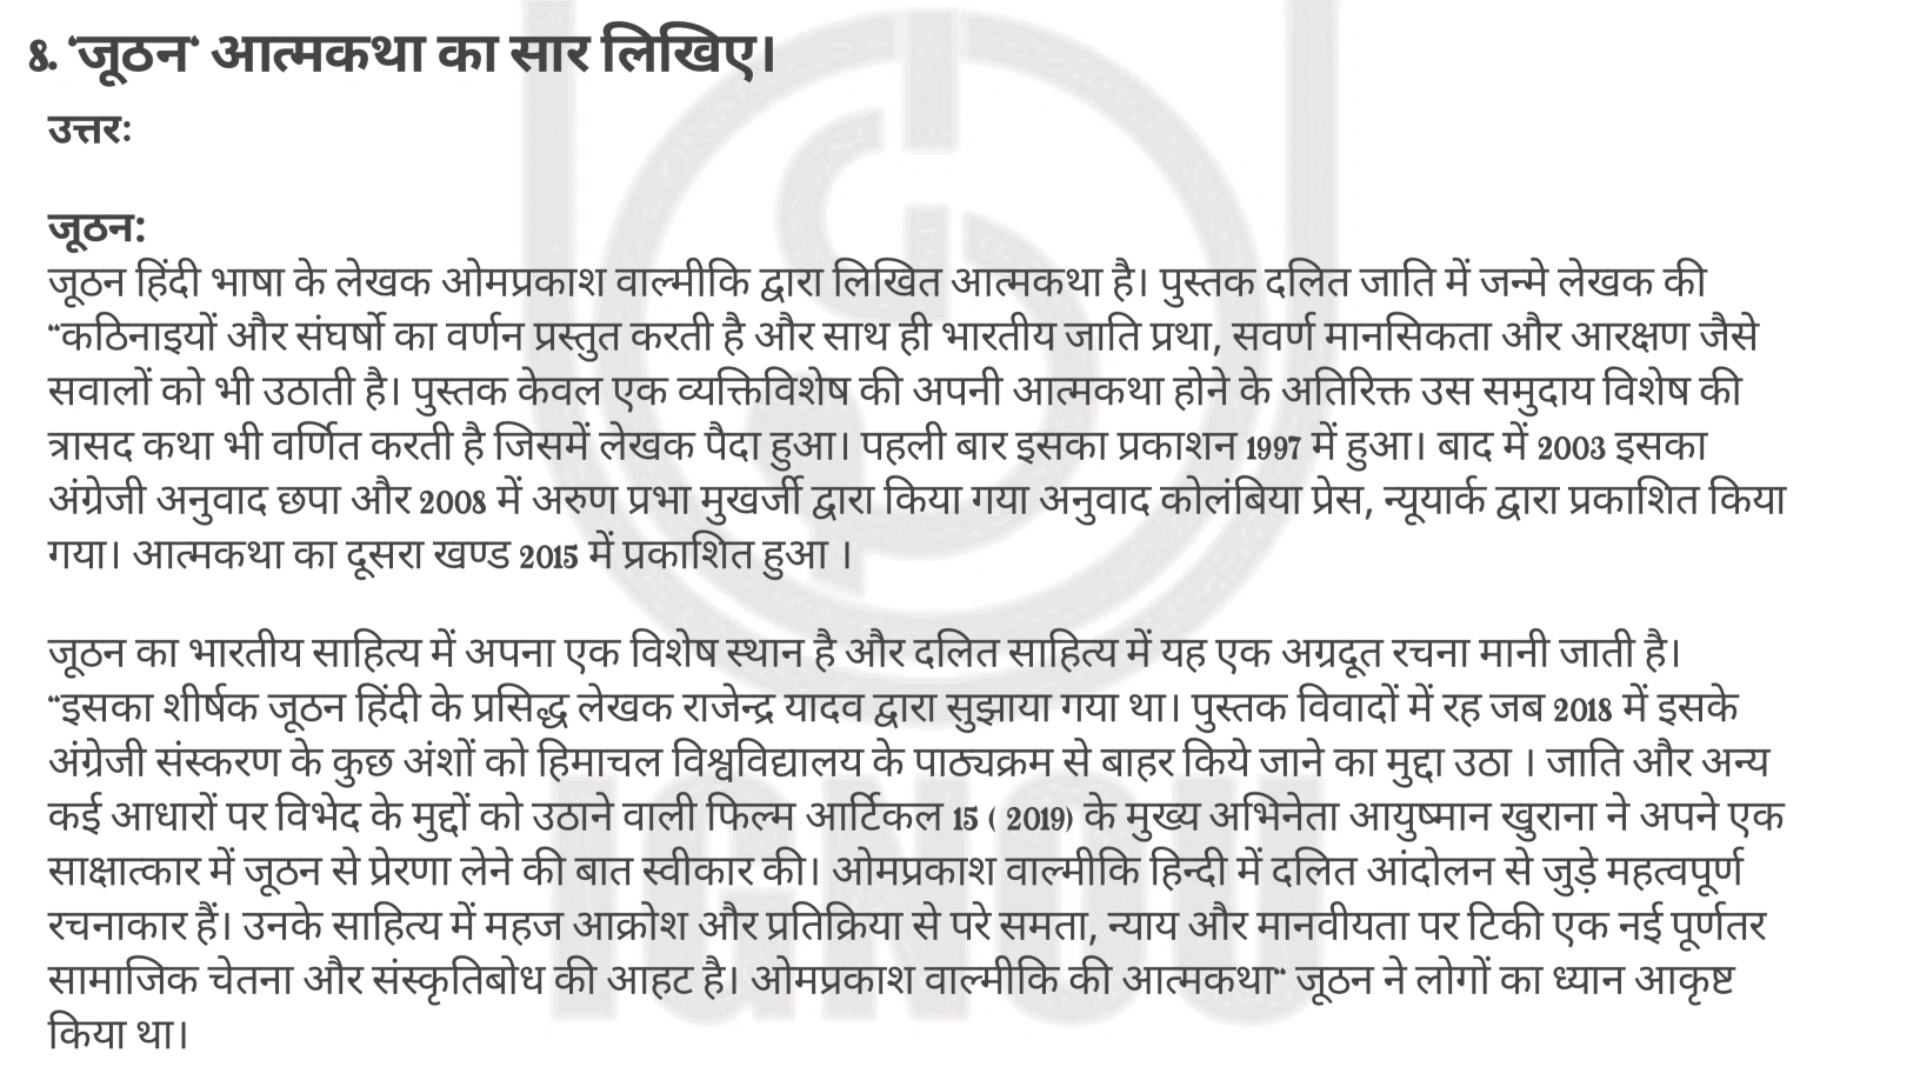 8. ‘जूठन‘ आत्मकथा का सार लिखिए।
उत्तरः
जूठन:
जूठन हिंदी भाषा के लेखक ओमप्रकाश वाल्मीकि द्वारा लिखित आत्मकथा है। पुस्तक दलित जाति में जन्मे लेखक की
“कठिनाइयों और संघर्षो का वर्णन प्रस्तुत करती है और साथ ही भारतीय जाति प्रथा, सवर्ण मानसिकता और आरक्षण जैसे
सवालों को भी उठाती है। पुस्तक केवल एक व्यक्तिविशेष की अपनी आत्मकथा होने के अतिरिक्त उस समुदाय विशेष की
त्रासद कथा भी वर्णित करती है जिसमें लेखक पैदा हुआ। पहली बार इसका प्रकाशन 1997 में हुआ। बाद में 2003 इसका
अंग्रेजी अनुवाद छपा और 2008 में अरुण प्रभा मुखर्जी द्वारा किया गया अनुवाद कोलंबिया प्रेस, न्यूयार्क द्वारा प्रकाशित किया
गया। आत्मकथा का दूसरा खण्ड 2015 में प्रकाशित हुआ ।
जूठन का भारतीय साहित्य में अपना एक विशेष स्थान है और दलित साहित्य में यह एक अग्रदूत रचना मानी जाती है।
“इसका शीर्षक जूठन हिंदी के प्रसिद्ध लेखक राजेन्द्र यादव द्वारा सुझाया गया था। पुस्तक विवादों में रह जब 2018 में इसके
अंग्रेजी संस्करण के कुछ अंशों को हिमाचल विश्वविद्यालय के पाठ्यक्रम से बाहर किये जाने का मुद्दा उठा । जाति और अन्य
कई आधारों पर विभेद के मुद्दों को उठाने वाली फिल्म आर्टिकल 15 ( 2019) के मुख्य अभिनेता आयुष्मान खुराना ने अपने एक
साक्षात्कार में जूठन से प्रेरणा लेने की बात स्वीकार की। ओमप्रकाश वाल्मीकि हिन्दी में दलित आंदोलन से जुड़े महत्वपूर्ण
रचनाकार हैं। उनके साहित्य में महज आक्रोश और प्रतिक्रिया से परे समता, न्याय और मानवीयता पर टिकी एक नई पूर्णतर
सामाजिक चेतना और संस्कृतिबोध की आहट है। ओमप्रकाश वाल्मीकि की आत्मकथा“ जूठन ने लोगों का ध्यान आकृष्ट
किया था।
IGNOU